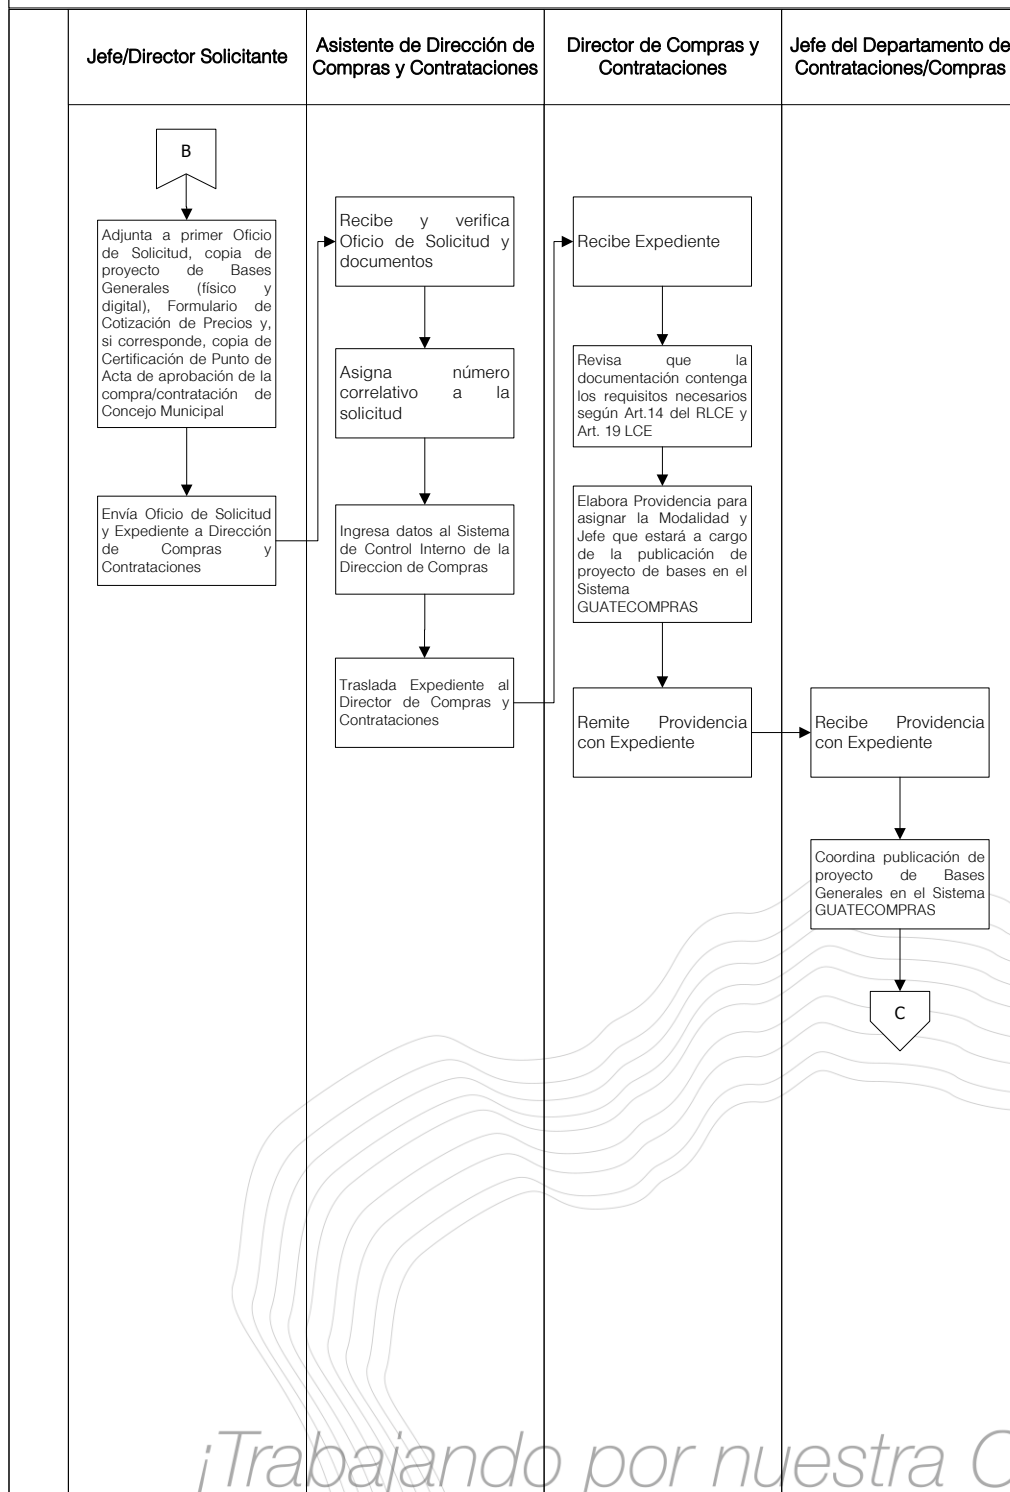 Jefe/Director Solicitante
Asistente de Dirección de
Compras y Contrataciones
Director de Compras y
Contrataciones
Jefe del Departamento de
Contrataciones/Compras
B
Adjunta a primer Oficio
de Solicitud, copia de
proyecto de Bases
Generales (físico y
digital), Formulario de
Cotización de Precios y,
si corresponde, copia de
Certificación de Punto de
Acta de aprobación de la
compra/contratación de
Concejo Municipal
Envía Oficio de Solicitud
y Expediente a Dirección
de Compras y
Contrataciones
Recibe y verifica
Oficio de Solicitud y
documentos
Asigna número
correlativo a la
solicitud
Ingresa datos al Sistema
de Control Interno de la
Direccion de Compras
Traslada Expediente al
Director de Compras y
Contrataciones
Recibe Expediente
Revisa que la
documentación contenga
los requisitos necesarios
según Art.14 del RLCE y
Art. 19 LCE
Elabora Providencia para
asignar la Modalidad y
Jefe que estará a cargo
de la publicación de
proyecto de bases en el
Sistema
GUATECOMPRAS
Remite Providencia
con Expediente
Recibe Providencia
con Expediente
Coordina publicación de
proyecto de Bases
Generales en el Sistema
GUATECOMPRAS
C
¡Trabajando por nuestra C